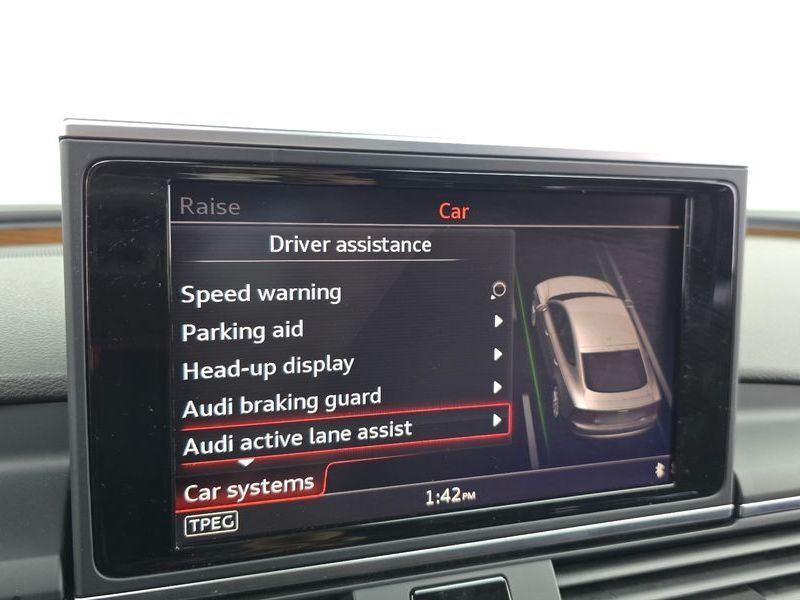 Raise
Car
Driver assistance
Speed warning
Parking aid
Head-up display
Audi braking guard
Audi active lane assist
Car systems
1:42PM
TPEG